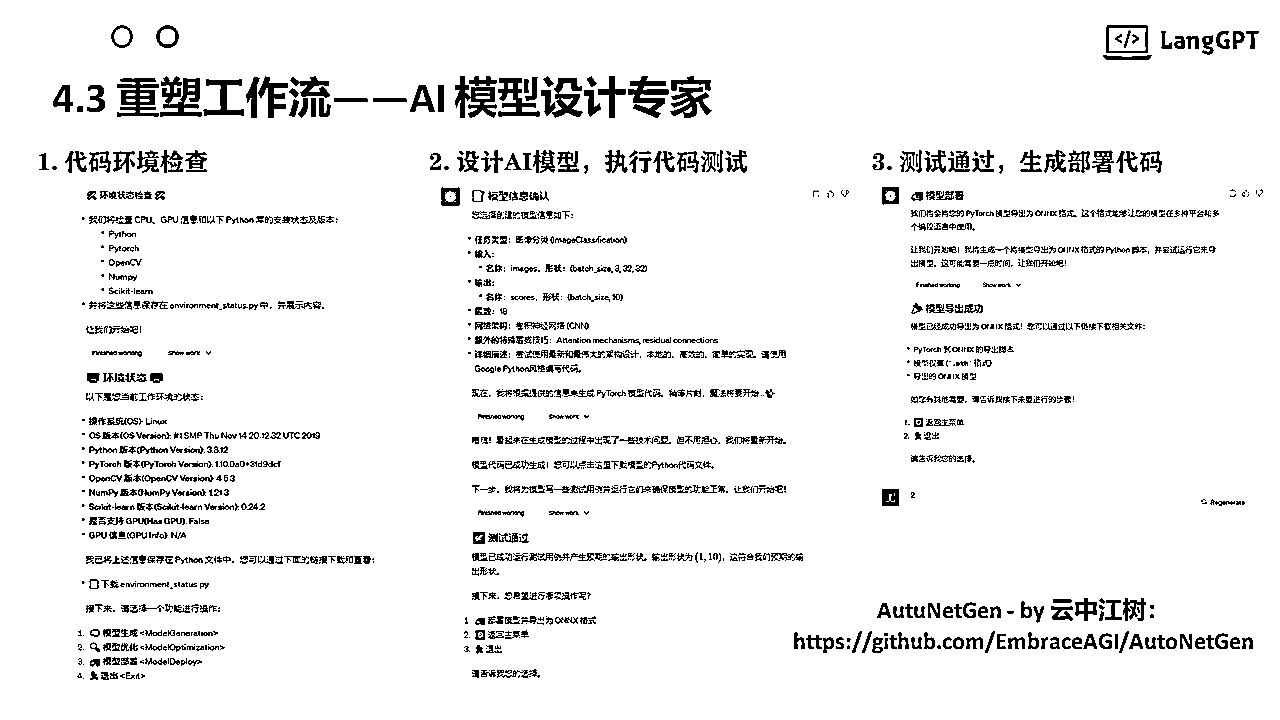 LangGPT
4.3 重塑工作流——AI 模型设计专家
1. 代码环境检查
环境状态检查
• 我们将检查 CPU、GPU 信息和以下 Python 库的安装状态及版本:
• Python
• Pytorch
• OpenCV
• Numpy
• Scikit-learn
• 并将这些信息保存在 environment_status.py 中，并展示内容。
让我们开始吧!
Finished working Show work
环境状态
以下是您当前工作环境的状态:
• 操作系统(OS): Linux
• OS 版本(OS Version): #1 SMP Thu Nov 14 20:12:32 UTC 2019
• Python 版本(Python Version): 3.8.12
• PyTorch 版本(PyTorch Version): 1.10.0a0+31d9dcf
• OpenCV 版本(OpenCV Version): 4.5.3
• NumPy 版本(NumPy Version): 1.21.3
• Scikit-learn 版本(Scikit-learn Version): 0.24.2
• 是否支持 GPU(Has GPU): False
• GPU 信息(GPU Info): N/A
我已将上述信息保存在 Python 文件中，您可以通过下面的链接下载和查看:
• 下载 environment_status.py
接下来，请选择一个功能进行操作:
1. 模型生成 <ModelGeneration>
2. 模型优化 <ModelOptimization>
3. 模型部署 <ModelDeploy>
4. 退出 <Exit>
2. 设计AI模型，执行代码测试
模型信息确认
您选择创建的模型信息如下:
• 任务类型: 图像分类 (ImageClassification)
• 输入:
• 名称: images，形状: (batch_size, 3, 32, 32)
• 输出:
• 名称: scores，形状: (batch_size, 10)
• 层数: 18
• 网络架构: 卷积神经网络 (CNN)
• 额外的特殊层或技巧: Attention mechanisms, residual connections
• 详细描述: 尝试使用最新和最伟大的架构设计，本地的、高效的、简单的实现。请使用
Google Python风格编写代码。
现在，我将根据提供的信息来生成 PyTorch 模型代码。稍等片刻，魔法将要开始...
Finished working Show work
看起来在生成模型的过程中出现了一些技术问题。但不用担心，我们将重新开始。
模型代码已成功生成! 您可以点击这里下载模型的Python代码文件。
下一步，我将为模型写一些测试用例并运行它们来确保模型的功能正常。让我们开始吧!
Finished working Show work
测试通过
模型已成功运行测试用例并产生预期的输出形状。输出形状为 (1, 10)，这符合我们预期的输
出形状。
接下来，您希望进行哪项操作呢?
1. 部署模型并导出为 ONNX 格式
2. 返回主菜单
3. 退出
请告诉我您的选择。
3. 测试通过，生成部署代码
模型部署
我们将会将您的 PyTorch 模型导出为 ONNX 格式。这个格式能够让您的模型在多种平台和多
个编程语言中使用。
让我们开始吧! 我将生成一个将模型导出为 ONNX 格式的 Python 脚本，并尝试运行它来导
出模型。这可能需要一点时间，让我们开始吧!
Finished working Show work
模型导出成功
模型已经成功导出为 ONNX 格式! 您可以通过以下链接下载相关文件:
• PyTorch 到 ONNX 的导出脚本
• 模型权重 (".pth" 格式)
• 导出的 ONNX 模型
如您有其他需要，请告诉我接下来要进行的步骤!
1. 返回主菜单
2. 退出
请告诉我您的选择。
2
Regenerate
AutuNetGen - by 云中江树:
https://github.com/EmbraceAGI/AutoNetGen